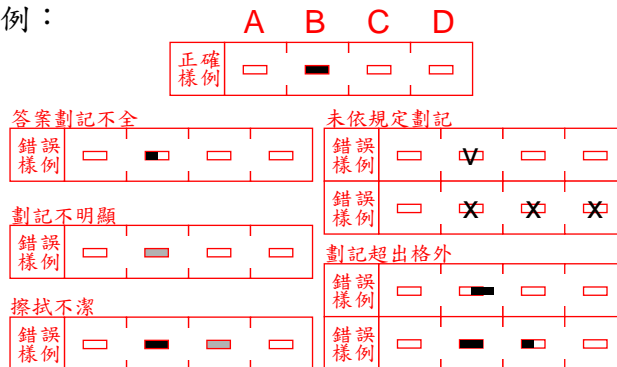 例：
A B C D
正確樣例
答案劃記不全
錯誤樣例
劃記不明顯
錯誤樣例
擦拭不潔
錯誤樣例
未依規定劃記
錯誤樣例 V
錯誤樣例 X X X
劃記超出格外
錯誤樣例
錯誤樣例